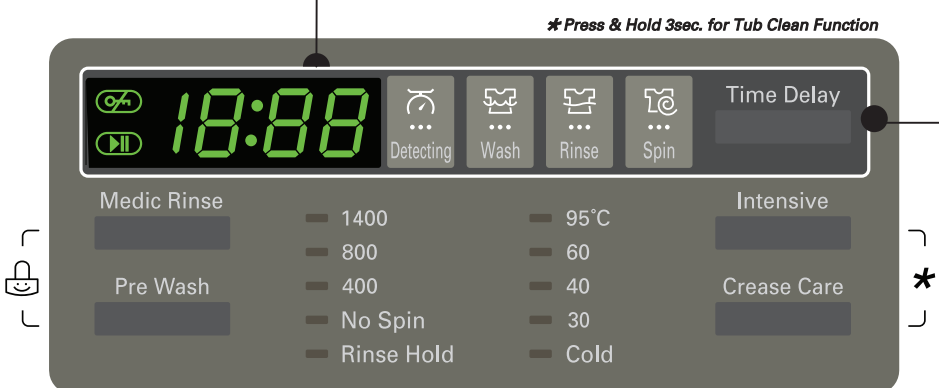 * Press & Hold 3sec. for Tub Clean Function
18:88
Detecting
Wash
Rinse
Spin
Time Delay
Medic Rinse
Pre Wash
1400
800
400
No Spin
Rinse Hold
95°C
60
40
30
Cold
Intensive
Crease Care
*